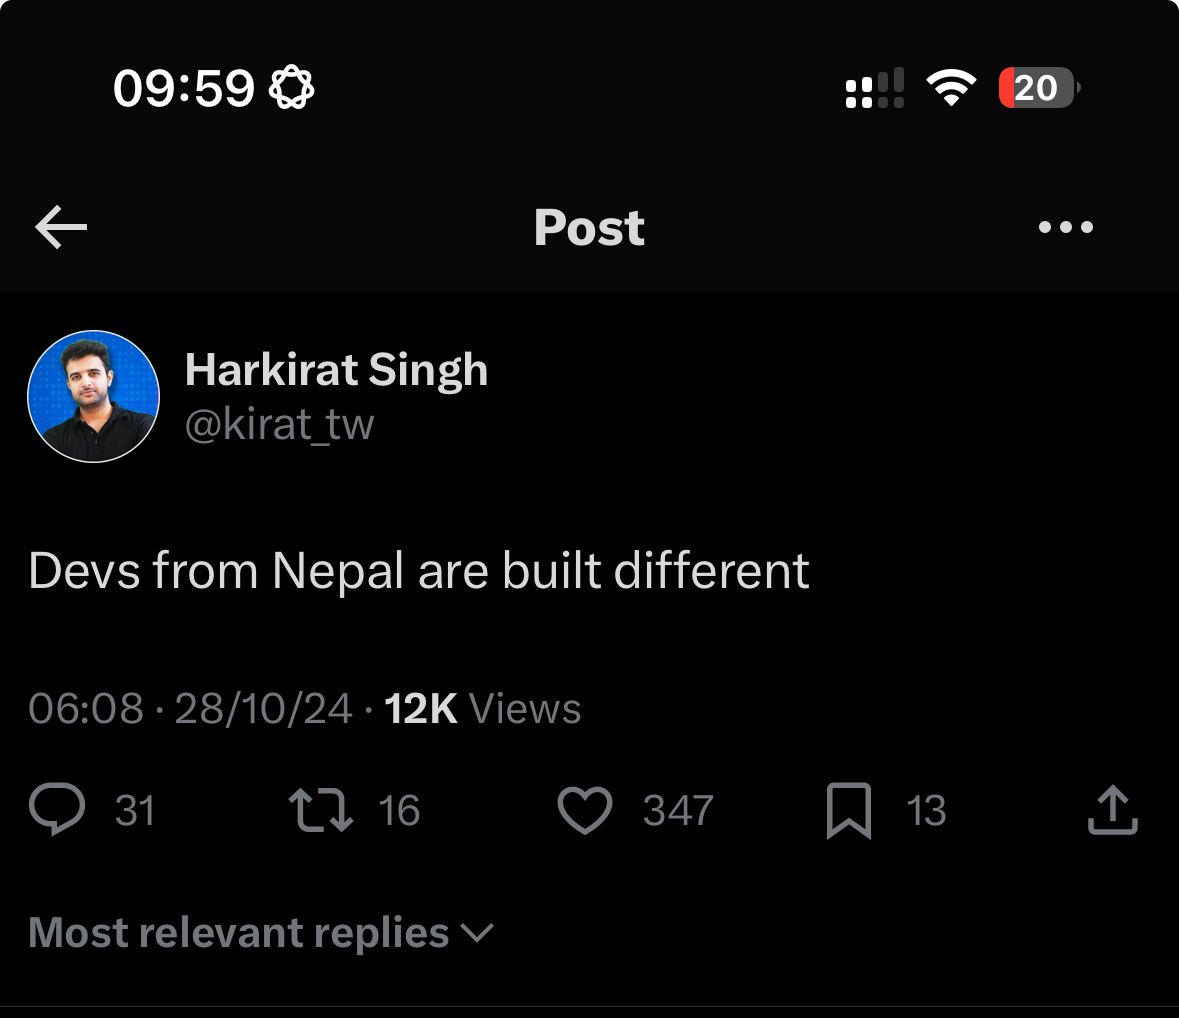 09:59 20
Post
Harkirat Singh
@kirat_tw
Devs from Nepal are built different
06:08 · 28/10/24 · 12K Views
31 16 347 13
Most relevant replies